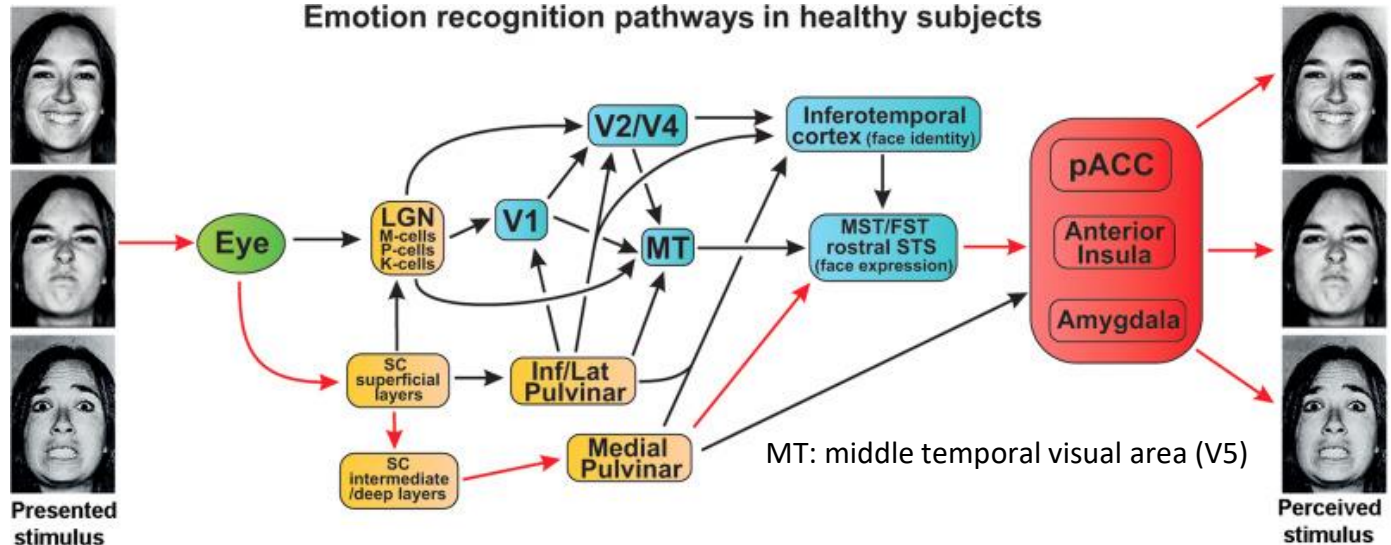 Emotion recognition pathways in healthy subjects
V2/V4
Inferotemporal
cortex (face identity)
pACC
LGN
M-cells
P-cells
K-cells
V1
Eye
MT
MST/FST
rostral STS
(face expression)
Anterior
Insula
Amygdala
SC
superficial
layers
Inf/Lat
Pulvinar
Medial
Pulvinar
SC
intermediate
/deep layers
MT: middle temporal visual area (V5)
Presented
stimulus
Perceived
stimulus